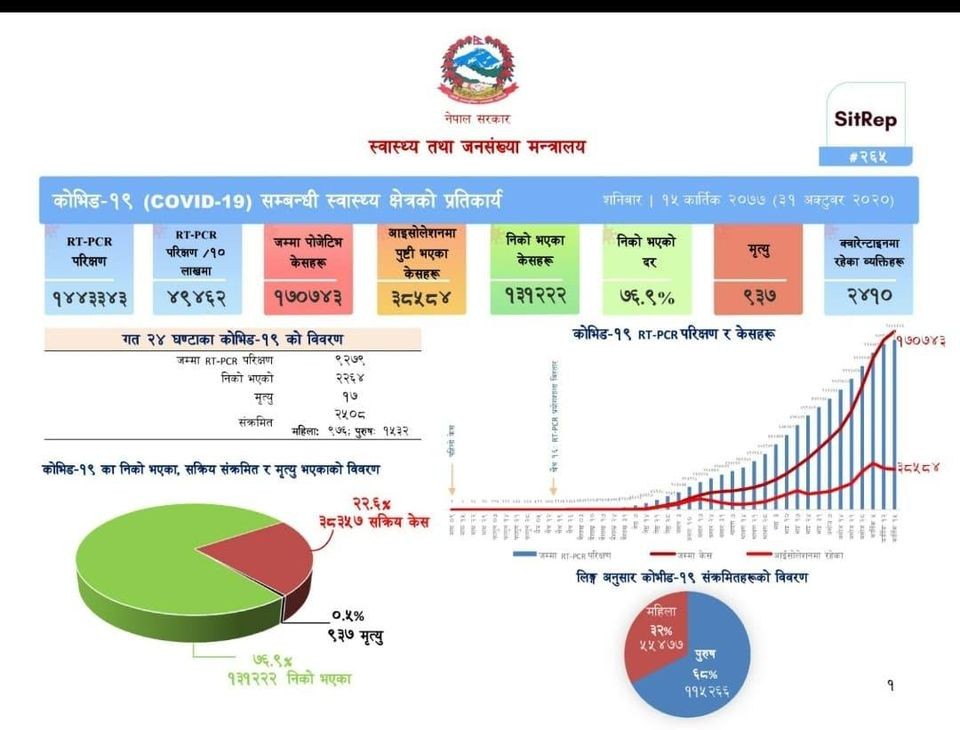 नेपाल सरकार
स्वास्थ्य तथा जनसंख्या मन्त्रालय
SitRep
#२६५
कोभिड-१९ (COVID-19) सम्बन्धी स्वास्थ्य क्षेत्रको प्रतिकार्य
शनिबार | १५ कार्तिक २०७७ (३१ अक्टुबर २०२०)
RT-PCR
परिक्षण
१४४३३४३
RT-PCR
परिक्षण /१०
लाखमा
४९४६२
जम्मा पोजेटिभ
केसहरू
१७०७४३
आइसोलेशनमा
पुष्टी भएका
केसहरू
३८५८४
निको भएका
केसहरू
१३१२२२
निको भएको
दर
७६.९%
मृत्यु
९३७
क्वारेन्टाइनमा
रहेका व्यक्तिहरू
२४१०
गत २४ घण्टाका कोभिड-१९ को विवरण
जम्मा RT-PCR परिक्षण ९२७९
निको भएको २२६४
मृत्यु १७
संक्रमित २५०८
महिला: ९७६; पुरुष: १५३२
कोभिड-१९ RT-PCR परिक्षण र केसहरू
१७०७४३
३८५८४
पहिलो केस
जम्मा RT-PCR परिक्षण
जम्मा केस
आईसोलेशनमा रहेका
कोभिड-१९ का निको भएका, सक्रिय संक्रमित र मृत्यु भएकाको विवरण
२२.६%
३८३५७ सक्रिय केस
०.५%
९३७ मृत्यु
७६.९%
१३१२२२ निको भएका
लिङ्ग अनुसार कोभीड-१९ संक्रमितहरूको विवरण
महिला
३२%
५५४७७
पुरुष
६८%
११५२६६
१